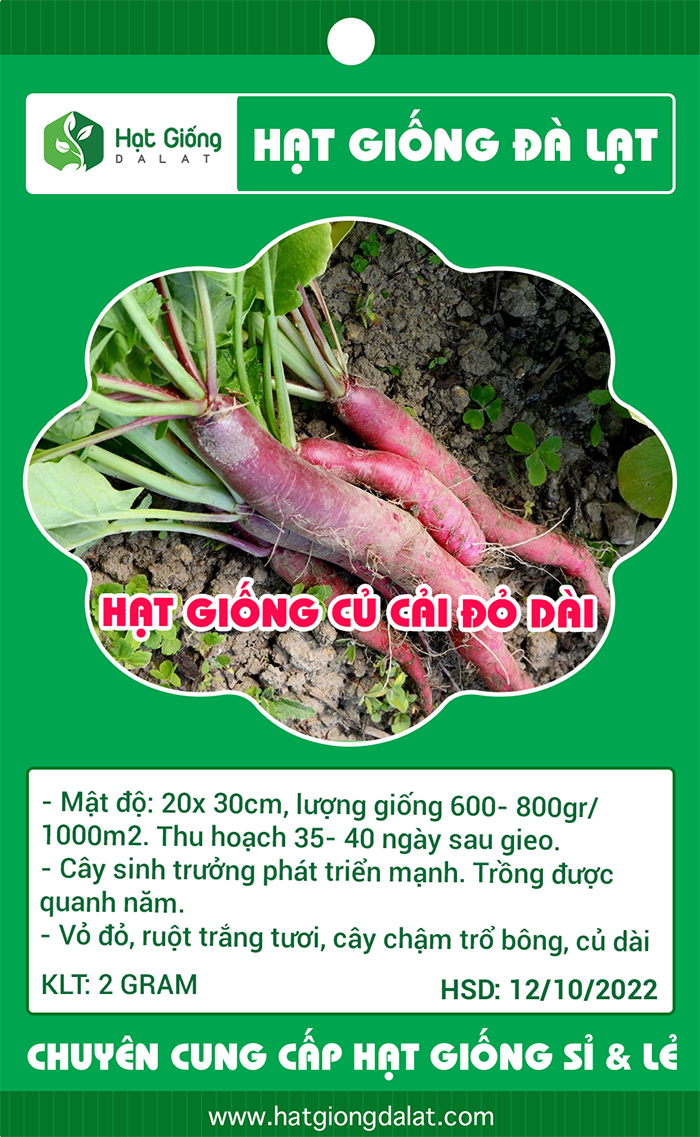 Hạt Giống
DALAT
HẠT GIỐNG ĐÀ LẠT
HẠT GIỐNG CỦ CẢI ĐỎ DÀI
- Mật độ: 20x 30cm, lượng giống 600- 800gr/
1000m2. Thu hoạch 35- 40 ngày sau gieo.
- Cây sinh trưởng phát triển mạnh. Trồng được
quanh năm.
- Vỏ đỏ, ruột trắng tươi, cây chậm trổ bông, củ dài
KLT: 2 GRAM
HSD: 12/10/2022
CHUYÊN CUNG CẤP HẠT GIỐNG SỈ & LẺ
www.hatgiongdalat.com